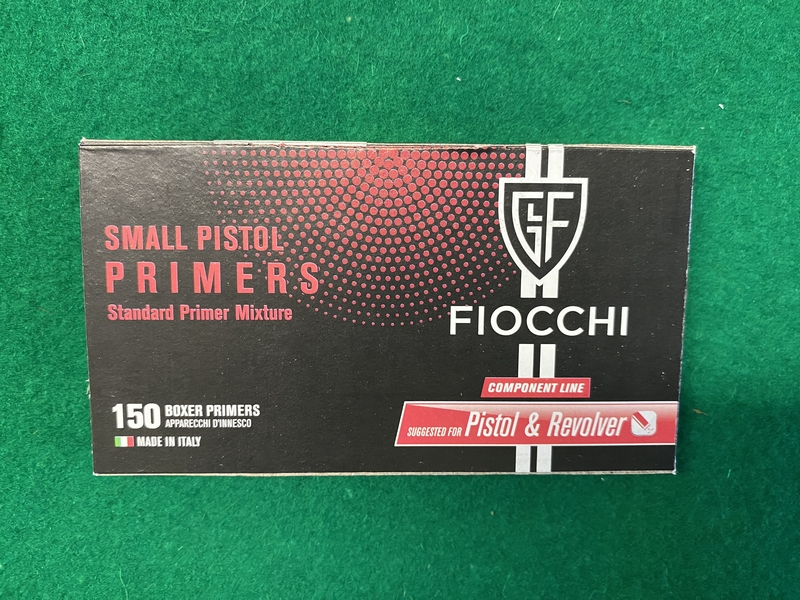 SMALL PISTOL
PRIMERS
Standard Primer Mixture
GLF
FIOCCHI
COMPONENT LINE
SUGGESTED FOR Pistol & Revolver
150 BOXER PRIMERS
APPARECCHI D'INNESCO
MADE IN ITALY